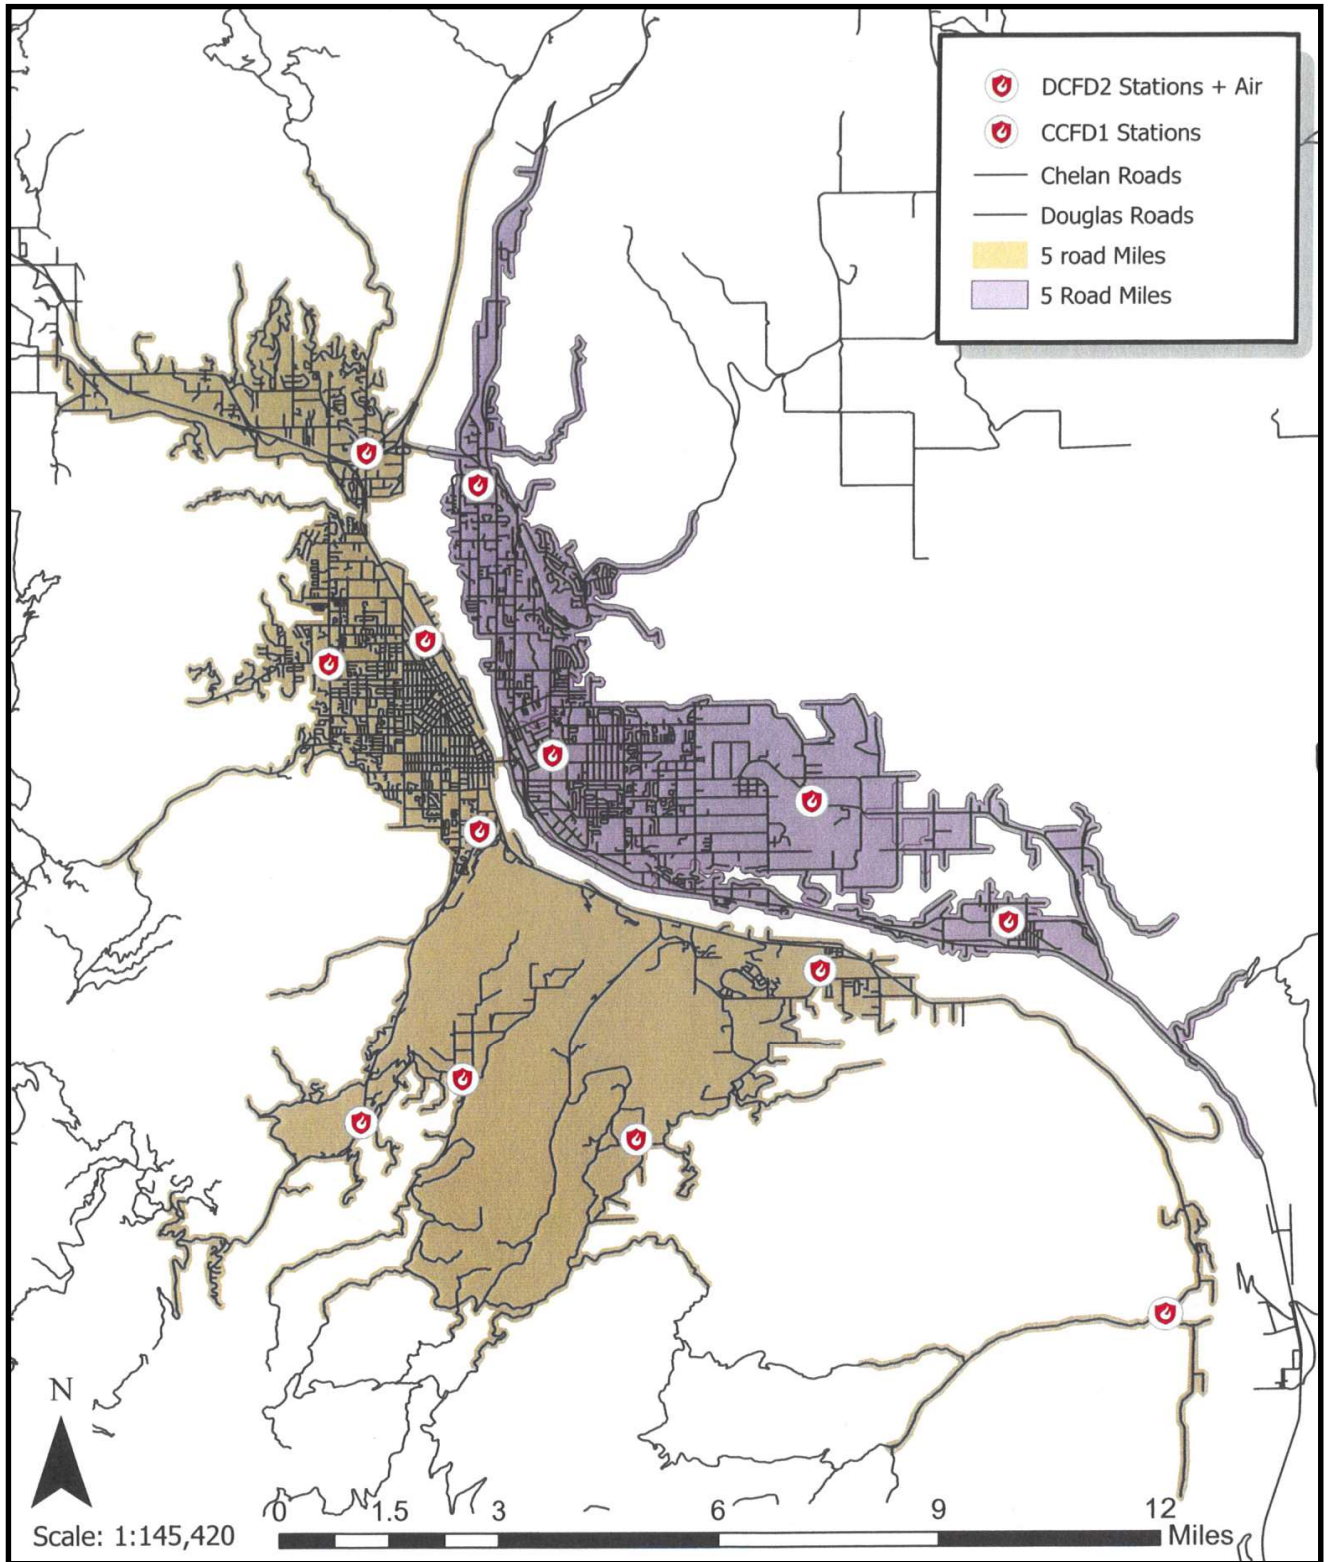 DCFD2 Stations + Air
CCFD1 Stations
Chelan Roads
Douglas Roads
5 road Miles
5 Road Miles
N
0 1.5 3 6 9 12
Miles
Scale: 1:145,420